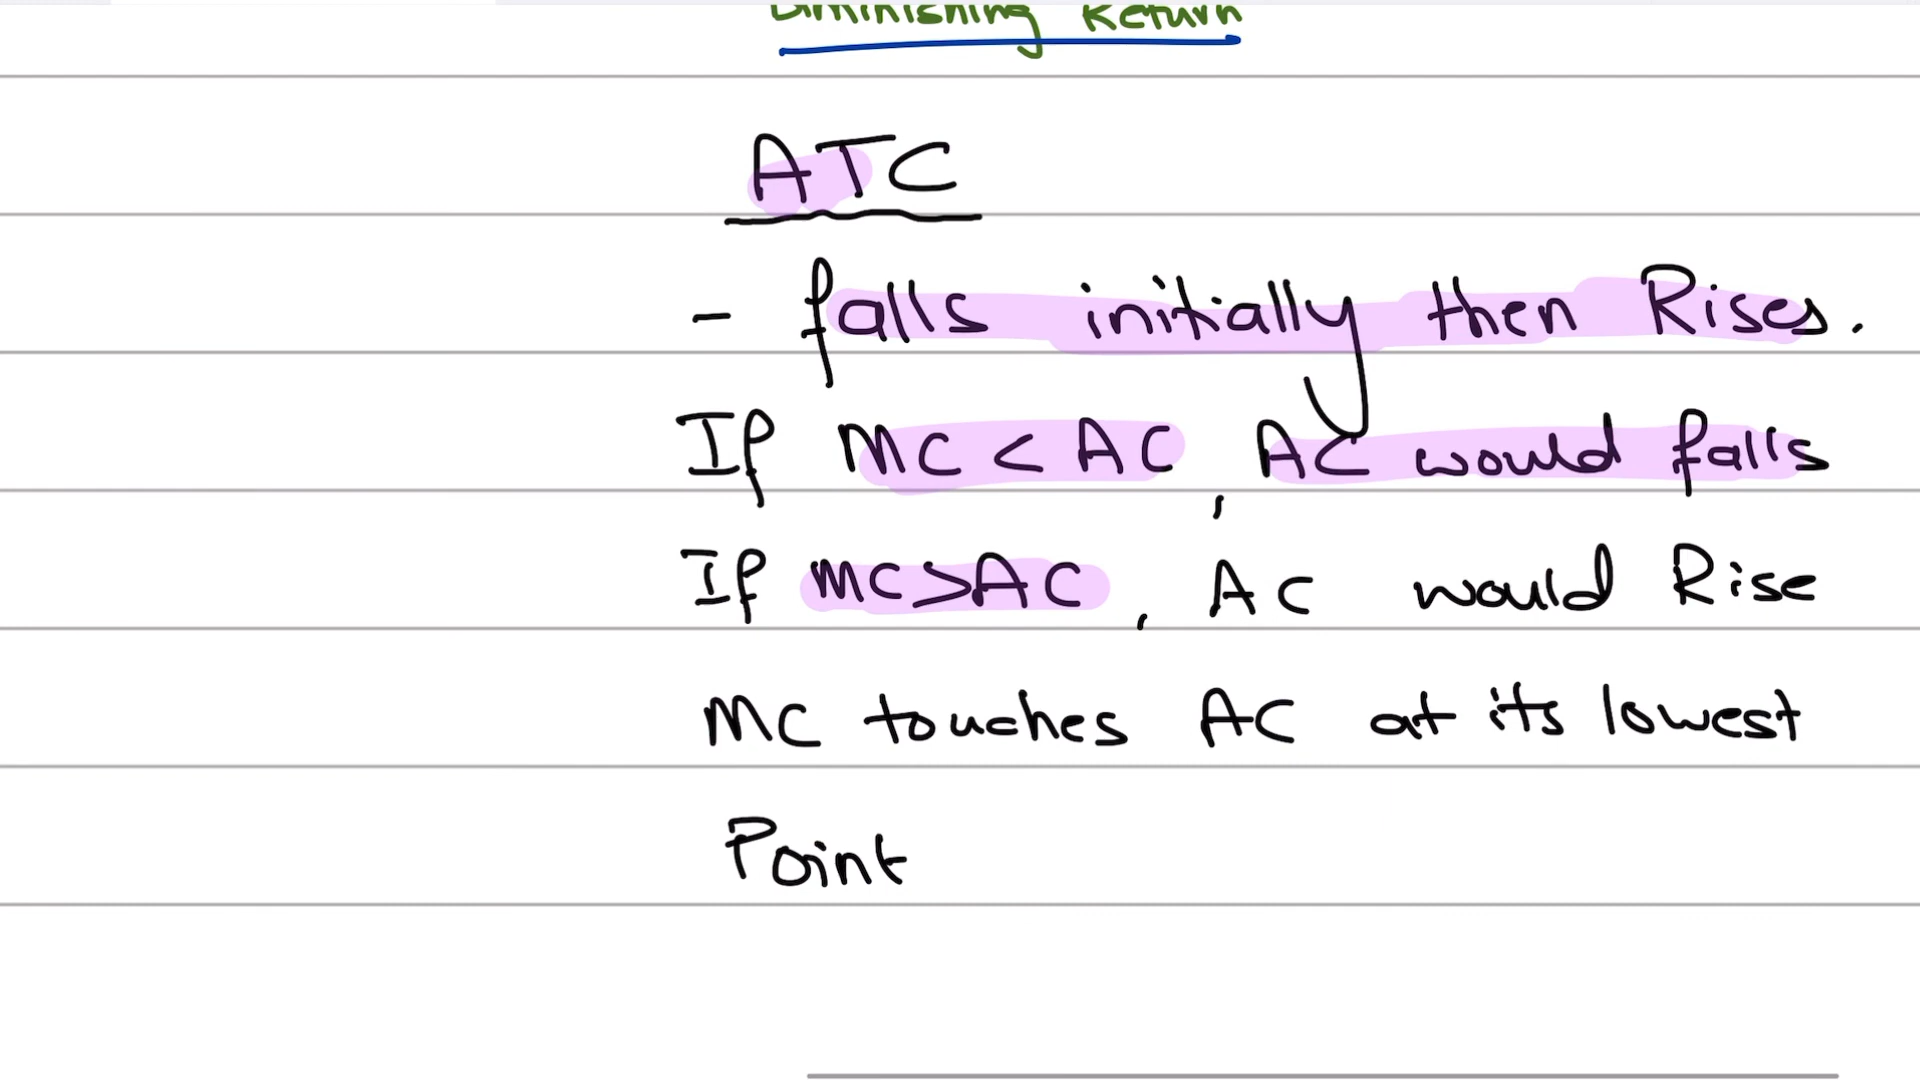 Diminishing Return
ATC
- falls initially then Rises.
If MC < AC, AC would falls
If MC > AC, AC would Rise
MC touches AC at its lowest
Point